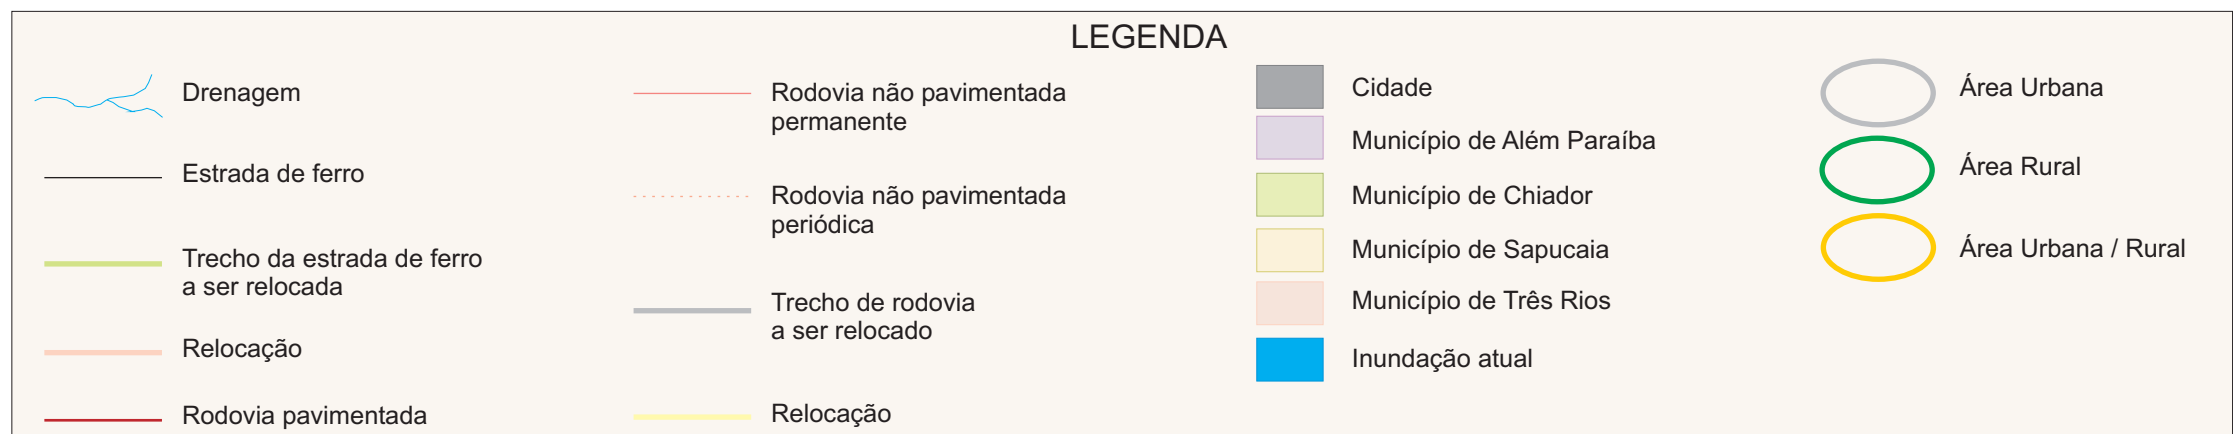 LEGENDA
Drenagem
Estrada de ferro
Trecho da estrada de ferro
a ser relocada
Relocação
Rodovia pavimentada
Rodovia não pavimentada
permanente
Rodovia não pavimentada
periódica
Trecho de rodovia
a ser relocado
Relocação
Cidade
Município de Além Paraíba
Município de Chiador
Município de Sapucaia
Município de Três Rios
Inundação atual
Área Urbana
Área Rural
Área Urbana / Rural